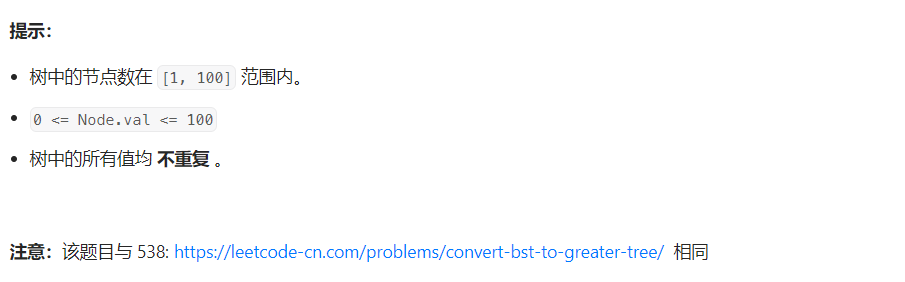 提示：
• 树中的节点数在 [1, 100] 范围内。
• 0 <= Node.val <= 100
• 树中的所有值均 不重复 。
注意：该题目与 538: https://leetcode-cn.com/problems/convert-bst-to-greater-tree/ 相同